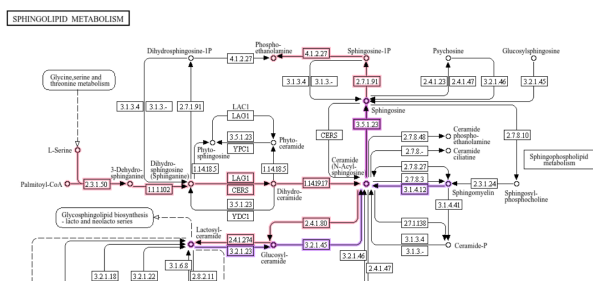 SPHINGOLIPID METABOLISM
Dihydrosphingosine-1P
Phospho-
ethanolamine
Sphingosine-1P
Psychosine
Glucosylsphingosine
4.1.2.27
4.1.2.27
Glycine,serine and
threonine metabolism
3.1.3.4
3.1.3.-
2.7.1.91
3.1.3.4
3.1.3.-
2.7.1.91
2.4.1.23
2.4.1.47
3.2.1.46
3.2.1.45
LAC1
LAG1
Sphingosine
3.5.1.23
YPC1
Phyto-
sphingosine
Phyto-
ceramide
CERS
3.5.1.23
2.7.8.48
2.7.8.10
Ceramide
phospho-
ethanolamine
L-Serine
2.7.8.-
Ceramide
ciliatine
3-Dehydro-
sphinganine
Dihydro-
sphingosine
(Sphinganine)
1.14.18.5
1.14.18.5
Ceramide
(N-Acyl-
sphingosine)
2.7.8.27
2.7.8.3
3.1.4.12
Sphingophospholipid
metabolism
Palmitoyl-CoA
2.3.1.50
1.1.1.102
LAG1
CERS
1.14.19.17
2.3.1.24
Sphingomyelin
Sphingosyl-
phosphocholine
Dihydro-
ceramide
3.5.1.23
YDC1
3.1.4.41
Glycosphingolipid biosynthesis
- lacto and neolacto series
2.4.1.80
2.7.1.138
Lactosyl-
ceramide
2.4.1.274
3.2.1.23
3.2.1.45
Glucosyl-
ceramide
3.1.3.4
3.1.3.-
Ceramide-P
3.2.1.46
2.4.1.47
3.1.6.8
3.2.1.18
3.2.1.22
2.8.2.11